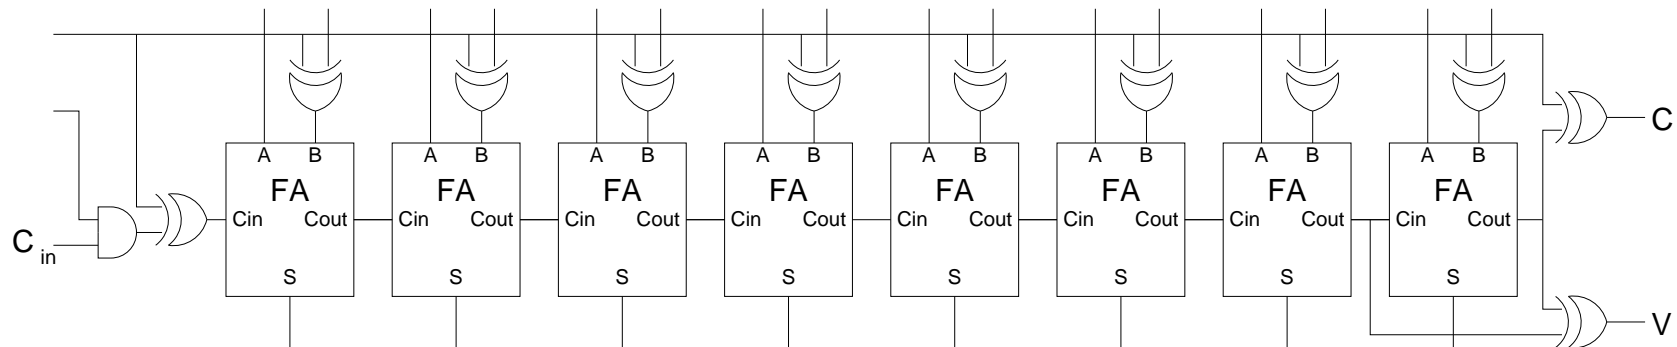 C
A B A B A B A B A B A B A B A B
FA FA FA FA FA FA FA FA
Cin Cout Cin Cout Cin Cout Cin Cout Cin Cout Cin Cout Cin Cout Cin Cout
C in
S S S S S S S S
V